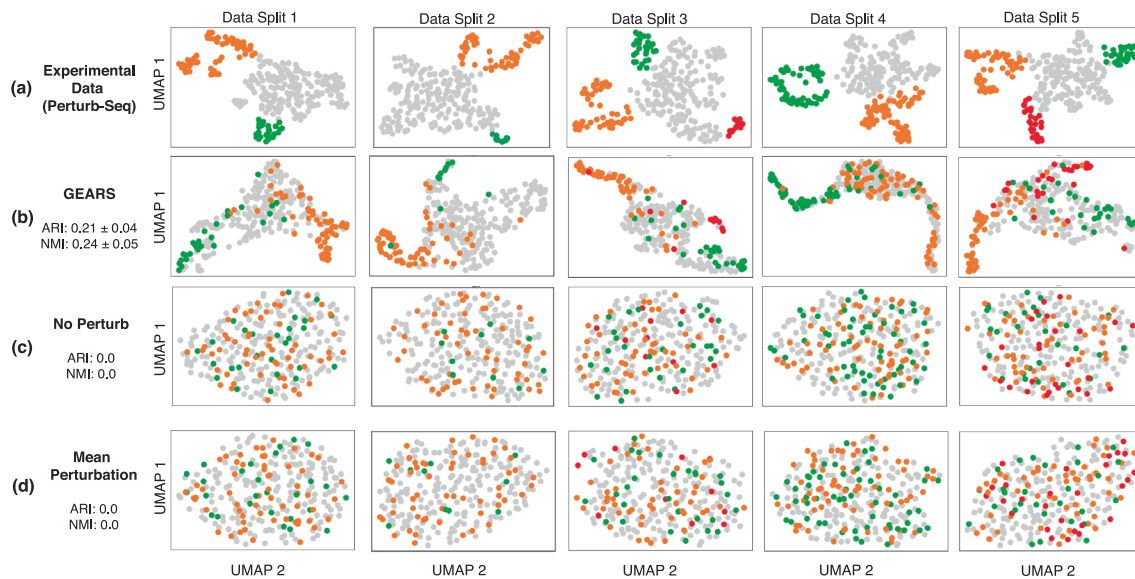 Data Split 1
Data Split 2
Data Split 3
Data Split 4
Data Split 5
(a)
Experimental
Data
(Perturb-Seq)
UMAP 1
(b)
GEARS
ARI: 0.21 ± 0.04
NMI: 0.24 ± 0.05
UMAP 1
(c)
No Perturb
ARI: 0.0
NMI: 0.0
UMAP 1
(d)
Mean
Perturbation
ARI: 0.0
NMI: 0.0
UMAP 1
UMAP 2
UMAP 2
UMAP 2
UMAP 2
UMAP 2